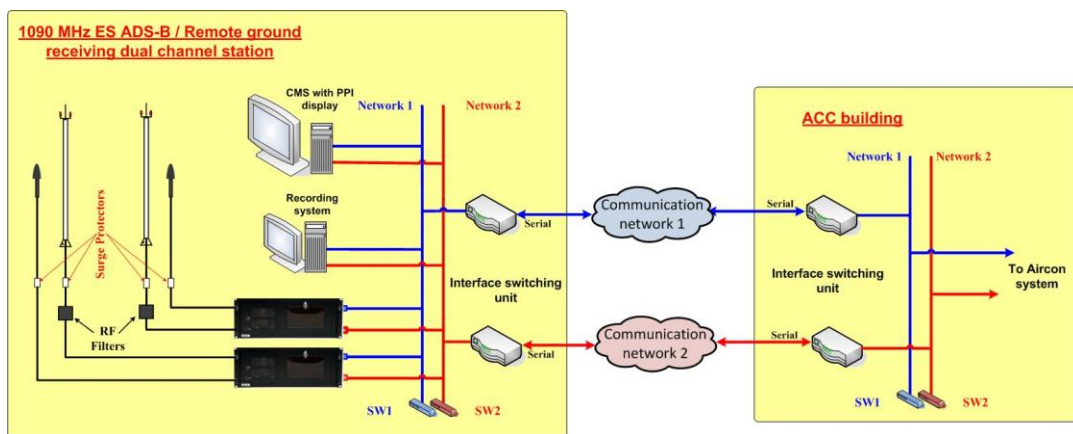 1090 MHz ES ADS-B / Remote ground
receiving dual channel station
CMS with PPI
display
Network 1
Network 2
Recording
system
Surge Protectors
RF
Filters
Interface switching
unit
Serial
Serial
SW1
SW2
Communication
network 1
Communication
network 2
ACC building
Network 1
Network 2
Serial
Serial
Interface switching
unit
To Aircon
system
SW1
SW2